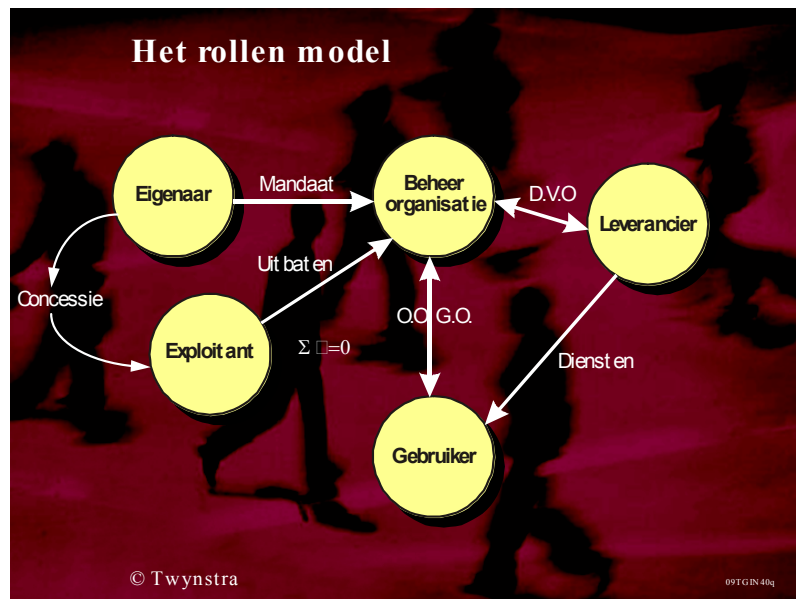 Het rollen model
Eigenaar
Mandaat
Beheer
organisatie
D.V.O
Leverancier
Concessie
Uitbaten
O.O G.O.
Exploitant
Σ □=0
Diensten
Gebruiker
© Twynstra
09TGIN40q